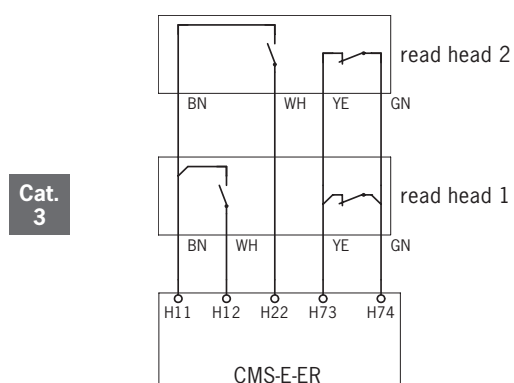 read head 2
BN WH YE GN
Cat.
3
read head 1
BN WH YE GN
H11 H12 H22 H73 H74
CMS-E-ER